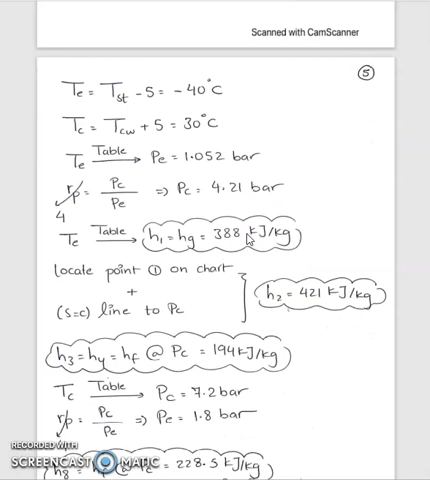 Scanned with CamScanner
5
Te = Tst - 5 = -40°C
Tc = Tcw + 5 = 30°C
Te Table → Pe = 1.052 bar
rp = Pc/Pe => Pc = 4.21 bar
4
Te Table → h1 = hg = 388 kJ/kg
locate point ① on chart
+
(s=c) line to Pc
h2 = 421 kJ/kg
h3 = h4 = hf @ Pc = 194 kJ/kg
Tc Table → Pc = 7.2 bar
rp = Pc/Pe => Pe = 1.8 bar
RECORDED WITH
SCREENCAST MATIC
h8 = = 228.5 kJ/kg